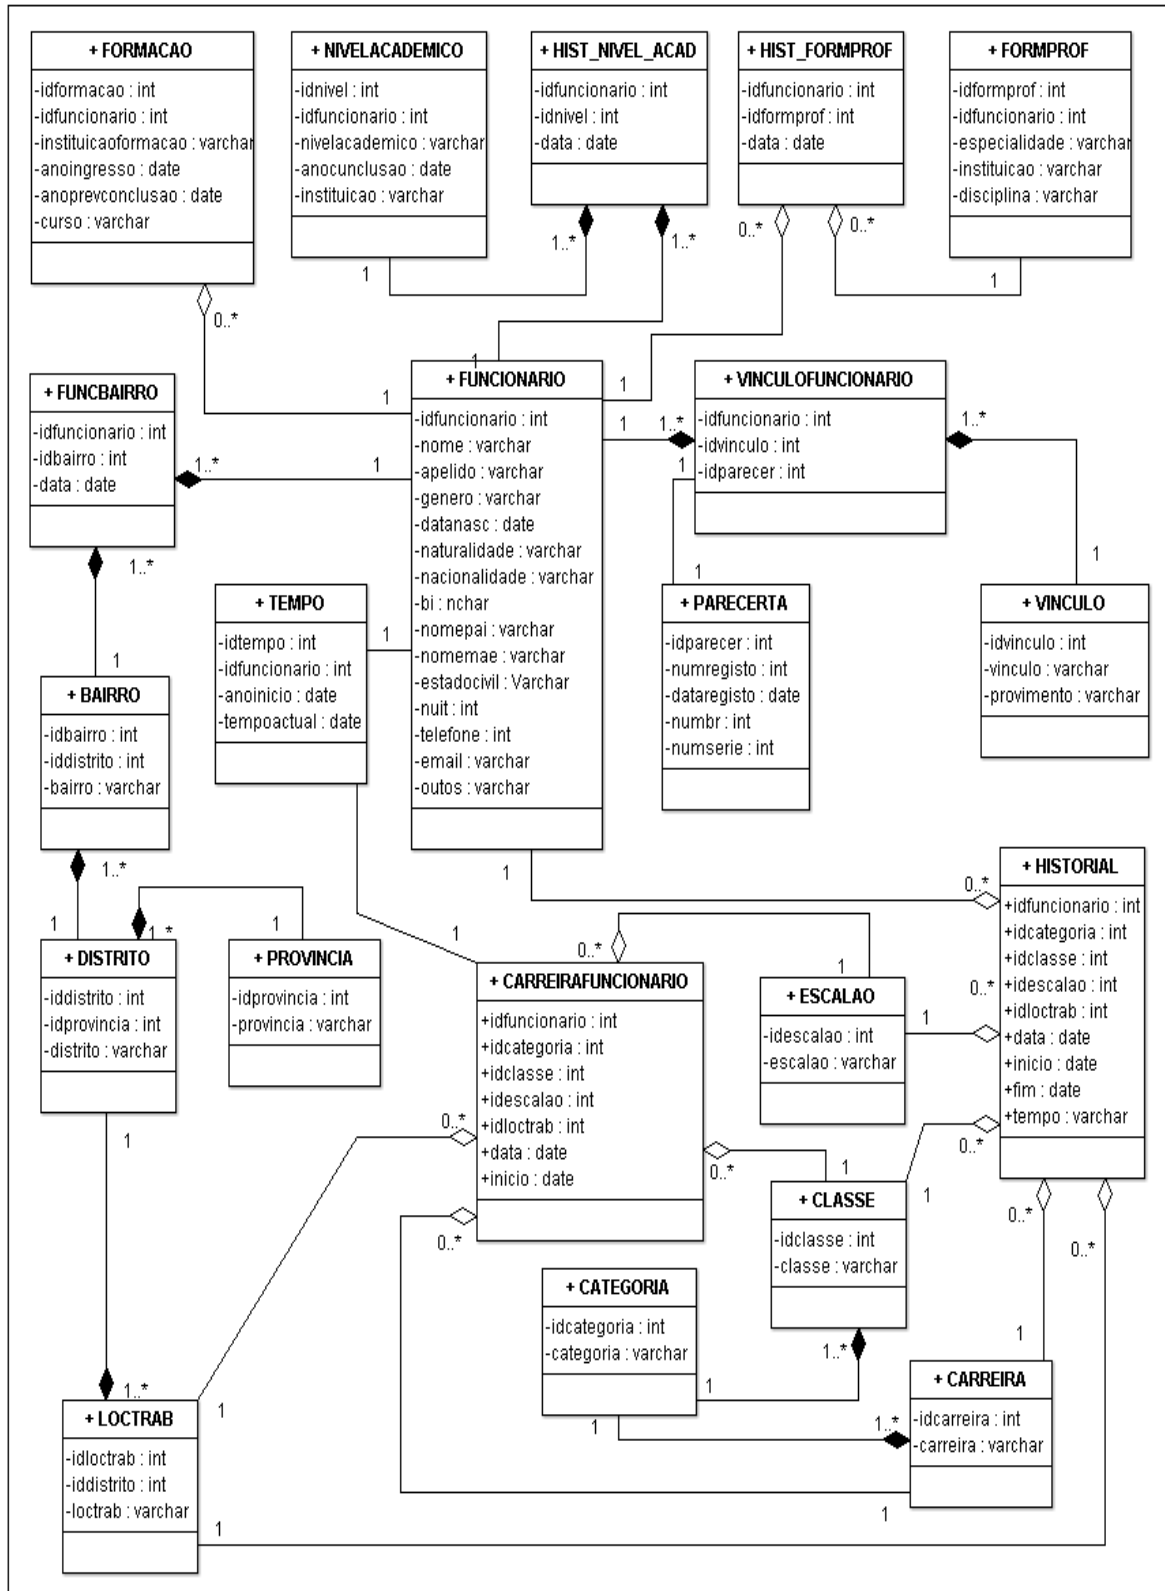 + FORMACAO
-idformacao : int
-idfuncionario : int
-instituicaoformacao : varchar
-anoingresso : date
-anoprevconclusao : date
-curso : varchar
+ NIVELACADEMICO
-idnivel : int
-idfuncionario : int
-nivelacademico : varchar
-anocunclusao : date
-instituicao : varchar
+ HIST_NIVEL_ACAD
-idfuncionario : int
-idnivel : int
-data : date
+ HIST_FORMPROF
-idfuncionario : int
-idformprof : int
-data : date
+ FORMPROF
-idformprof : int
-idfuncionario : int
-especialidade : varchar
-instituicao : varchar
-disciplina : varchar
1..*
1..*
0..*
0..*
1
1
0..*
1
1
1
+ FUNCBAIRRO
-idfuncionario : int
-idbairro : int
-data : date
1..*
1
1..*
+ FUNCIONARIO
-idfuncionario : int
-nome : varchar
-apelido : varchar
-genero : varchar
-datanasc : date
-naturalidade : varchar
-nacionalidade : varchar
-bi : nchar
-nomepai : varchar
-nomemae : varchar
-estadocivil : Varchar
-nuit : int
-telefone : int
-email : varchar
-outos : varchar
+ VINCULOFUNCIONARIO
-idfuncionario : int
-idvinculo : int
-idparecer : int
1
1..*
1..*
1
1
1
+ TEMPO
-idtempo : int
-idfuncionario : int
-anoinicio : date
-tempoactual : date
1
+ PARECERTA
-idparecer : int
-numregisto : int
-dataregisto : date
-numbr : int
-numserie : int
+ VINCULO
-idvinculo : int
-vinculo : varchar
-provimento : varchar
1
+ BAIRRO
-idbairro : int
-iddistrito : int
-bairro : varchar
1..*
1
1..*
1
+ DISTRITO
-iddistrito : int
-idprovincia : int
-distrito : varchar
+ PROVINCIA
-idprovincia : int
-provincia : varchar
1
1
0..*
+ HISTORIAL
+idfuncionario : int
+idcategoria : int
+idclasse : int
+idescalao : int
+idloctrab : int
+data : date
+inicio : date
+fim : date
+tempo : varchar
1
0..*
1
+ CARREIRAFUNCIONARIO
+idfuncionario : int
+idcategoria : int
+idclasse : int
+idescalao : int
+idloctrab : int
+data : date
+inicio : date
+ ESCALAO
-idescalao : int
-escalao : varchar
1
0..*
0..*
0..*
0..*
1
0..*
1
+ CLASSE
-idclasse : int
-classe : varchar
0..*
0..*
+ CATEGORIA
-idcategoria : int
-categoria : varchar
1..*
1
1
1..*
1
+ CARREIRA
-idcarreira : int
-carreira : varchar
1
1..*
1
+ LOCTRAB
-idloctrab : int
-iddistrito : int
-loctrab : varchar
1